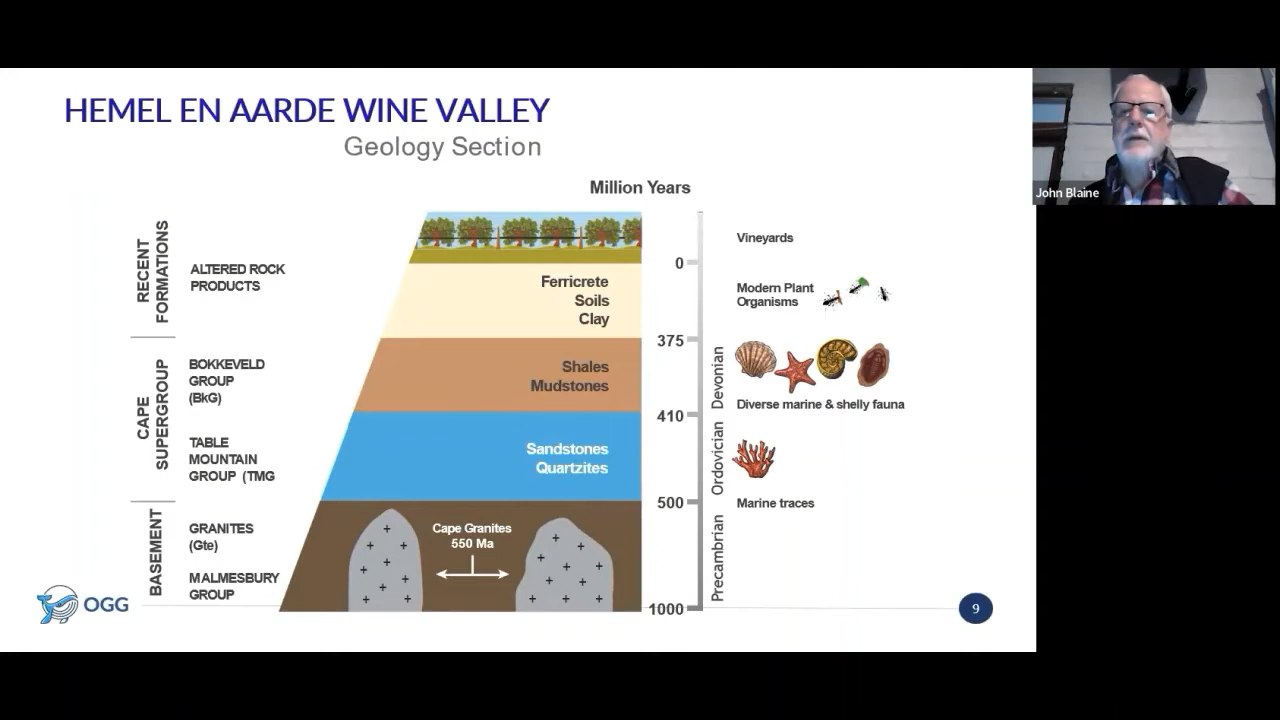 HEMEL EN AARDE WINE VALLEY
Geology Section
John Blaine
Million Years
RECENT
FORMATIONS
ALTERED ROCK
PRODUCTS
Ferricrete
Soils
Clay
0
Vineyards
Modern Plant
Organisms
375
CAPE
SUPERGROUP
BOKKEVELD
GROUP
(BkG)
Shales
Mudstones
Devonian
Diverse marine & shelly fauna
410
TABLE
MOUNTAIN
GROUP (TMG
Sandstones
Quartzites
Ordovician
500
Marine traces
BASEMENT
GRANITES
(Gte)
MALMESBURY
GROUP
Cape Granites
550 Ma
Precambrian
1000
OGG
9